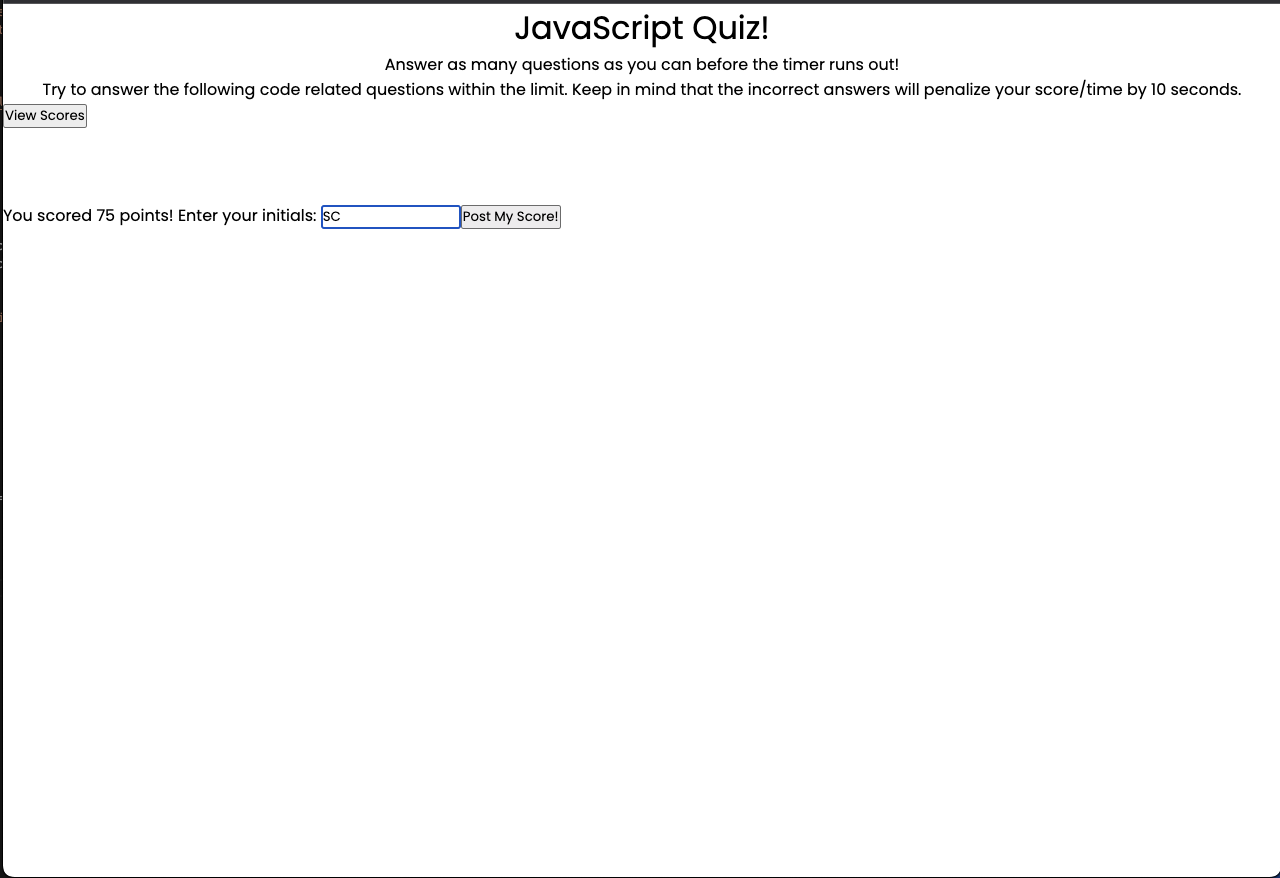 JavaScript Quiz!
Answer as many questions as you can before the timer runs out!
Try to answer the following code related questions within the limit. Keep in mind that the incorrect answers will penalize your score/time by 10 seconds.
View Scores
You scored 75 points! Enter your initials: SC Post My Score!